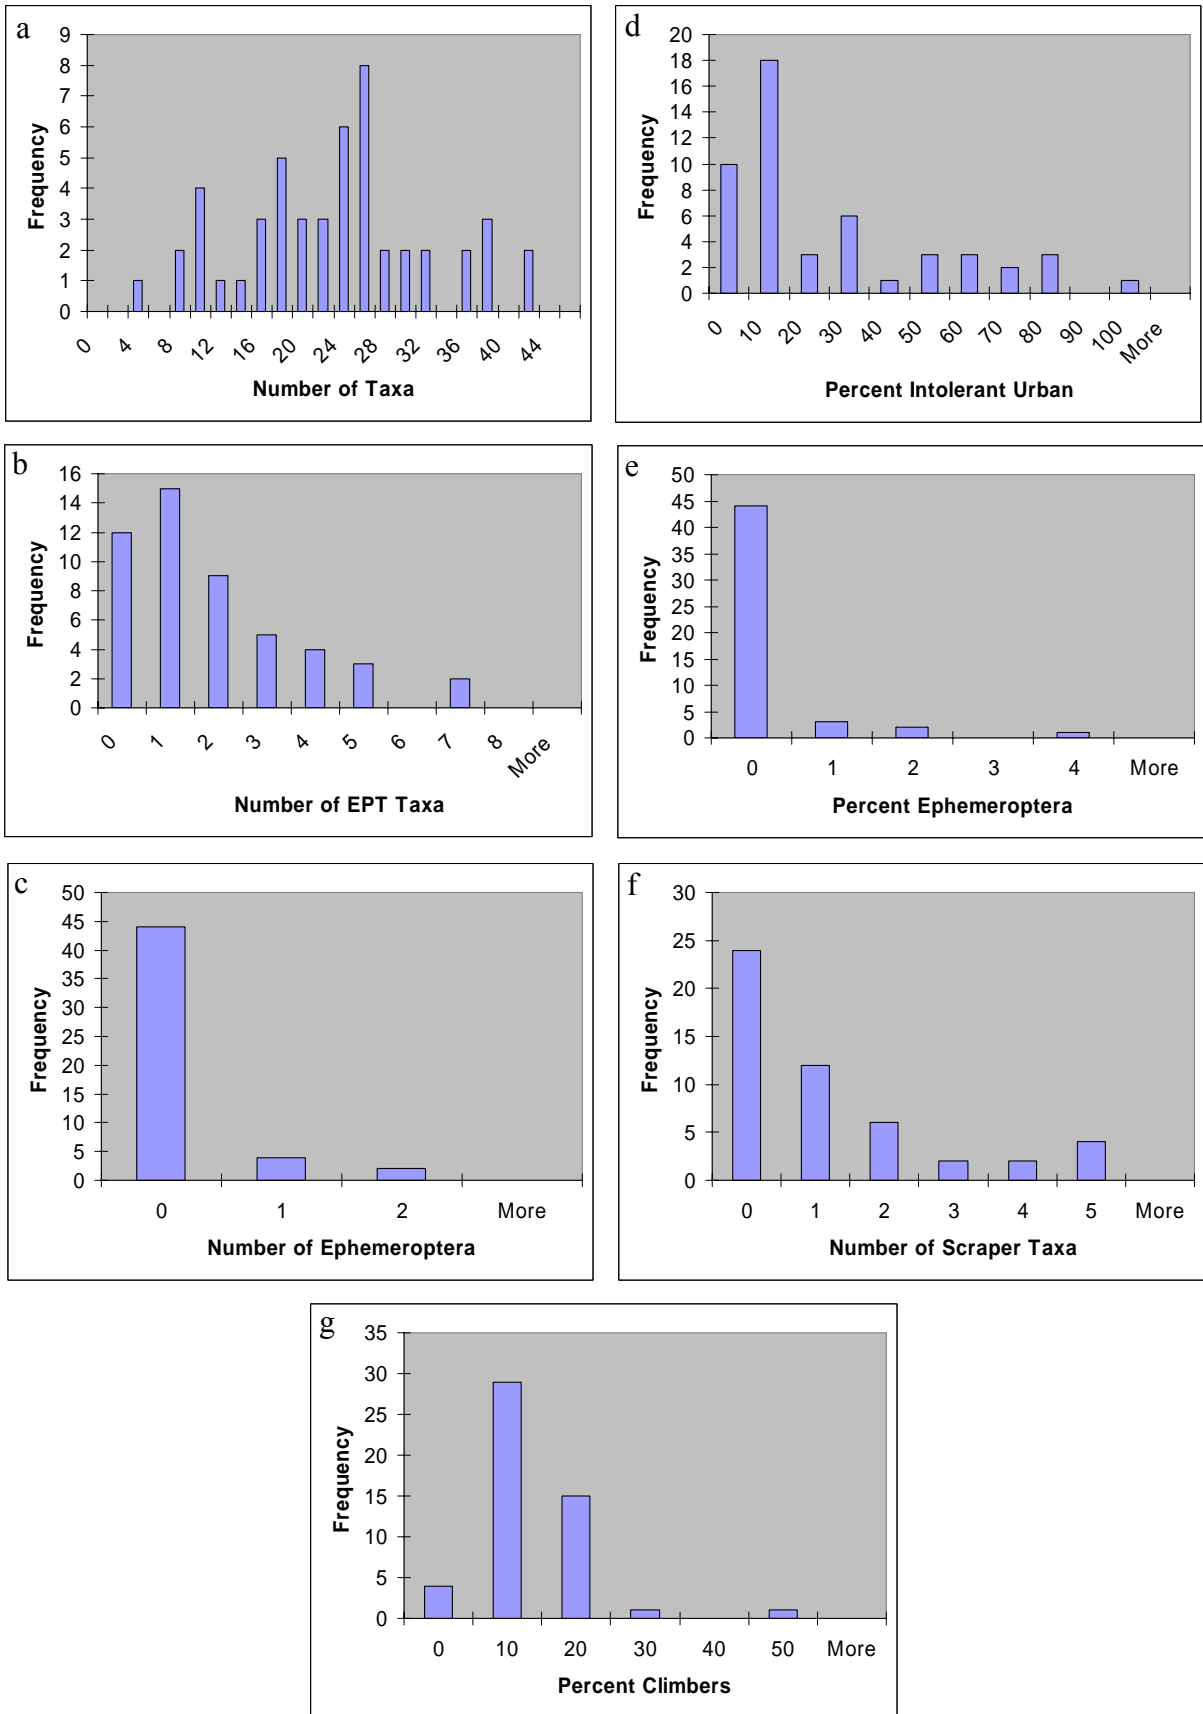 a
9
8
7
6
5
4
3
2
1
0
Frequency
0 4 8 12 16 20 24 28 32 36 40 44
Number of Taxa
d
20
18
16
14
12
10
8
6
4
2
0
Frequency
0 10 20 30 40 50 60 70 80 90 100 More
Percent Intolerant Urban
b
16
14
12
10
8
6
4
2
0
Frequency
0 1 2 3 4 5 6 7 8 More
Number of EPT Taxa
e
50
45
40
35
30
25
20
15
10
5
0
Frequency
0 1 2 3 4 More
Percent Ephemeroptera
c
50
45
40
35
30
25
20
15
10
5
0
Frequency
0 1 2 More
Number of Ephemeroptera
f
30
25
20
15
10
5
0
Frequency
0 1 2 3 4 5 More
Number of Scraper Taxa
g
35
30
25
20
15
10
5
0
Frequency
0 10 20 30 40 50 More
Percent Climbers